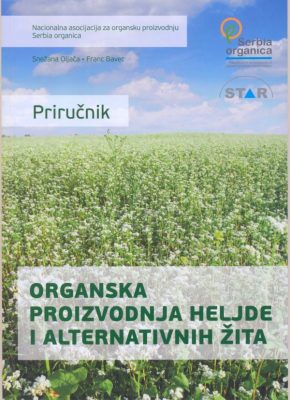 Nacionalna asocijacija za organsku proizvodnju
Serbia organica
Snežana Oljača • Franc Bavec
Serbia
organica
STAR
Priručnik
ORGANSKA
PROIZVODNJA HELJDE
I ALTERNATIVNIH ŽITA